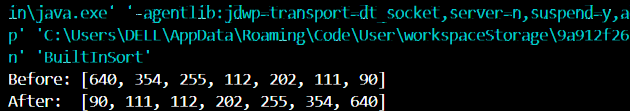 in\java.exe' '-agentlib:jdwp=transport=dt_socket,server=n,suspend=y,a
p' 'C:\Users\DELL\AppData\Roaming\Code\User\workspaceStorage\9a912f26
n' 'BuiltInSort'
Before: [640, 354, 255, 112, 202, 111, 90]
After:  [90, 111, 112, 202, 255, 354, 640]